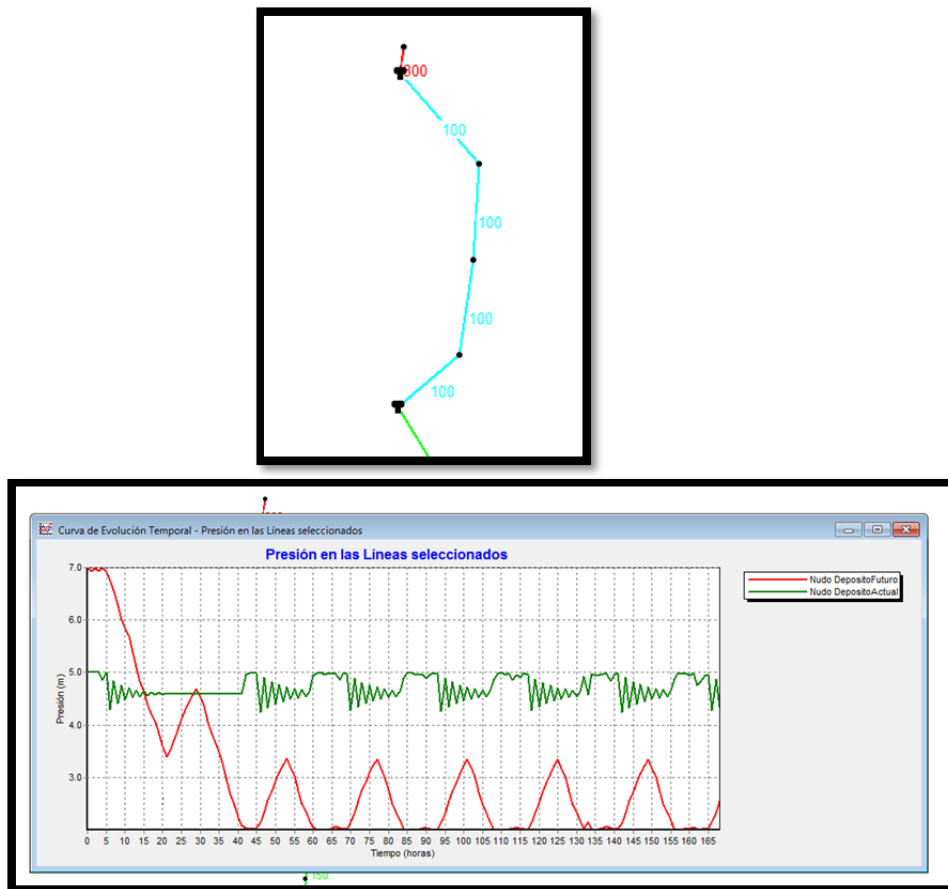 300
100
100
100
100
Curva de Evolución Temporal - Presión en las Líneas seleccionados
Presión en las Lineas seleccionados
7.0
6.0
5.0
4.0
3.0
Presión (m)
0 5 10 15 20 25 30 35 40 45 50 55 60 65 70 75 80 85 90 95 100 105 110 115 120 125 130 135 140 145 150 155 160 165
Tiempo (horas)
Nudo DepositoFuturo
Nudo DepositoActual
150